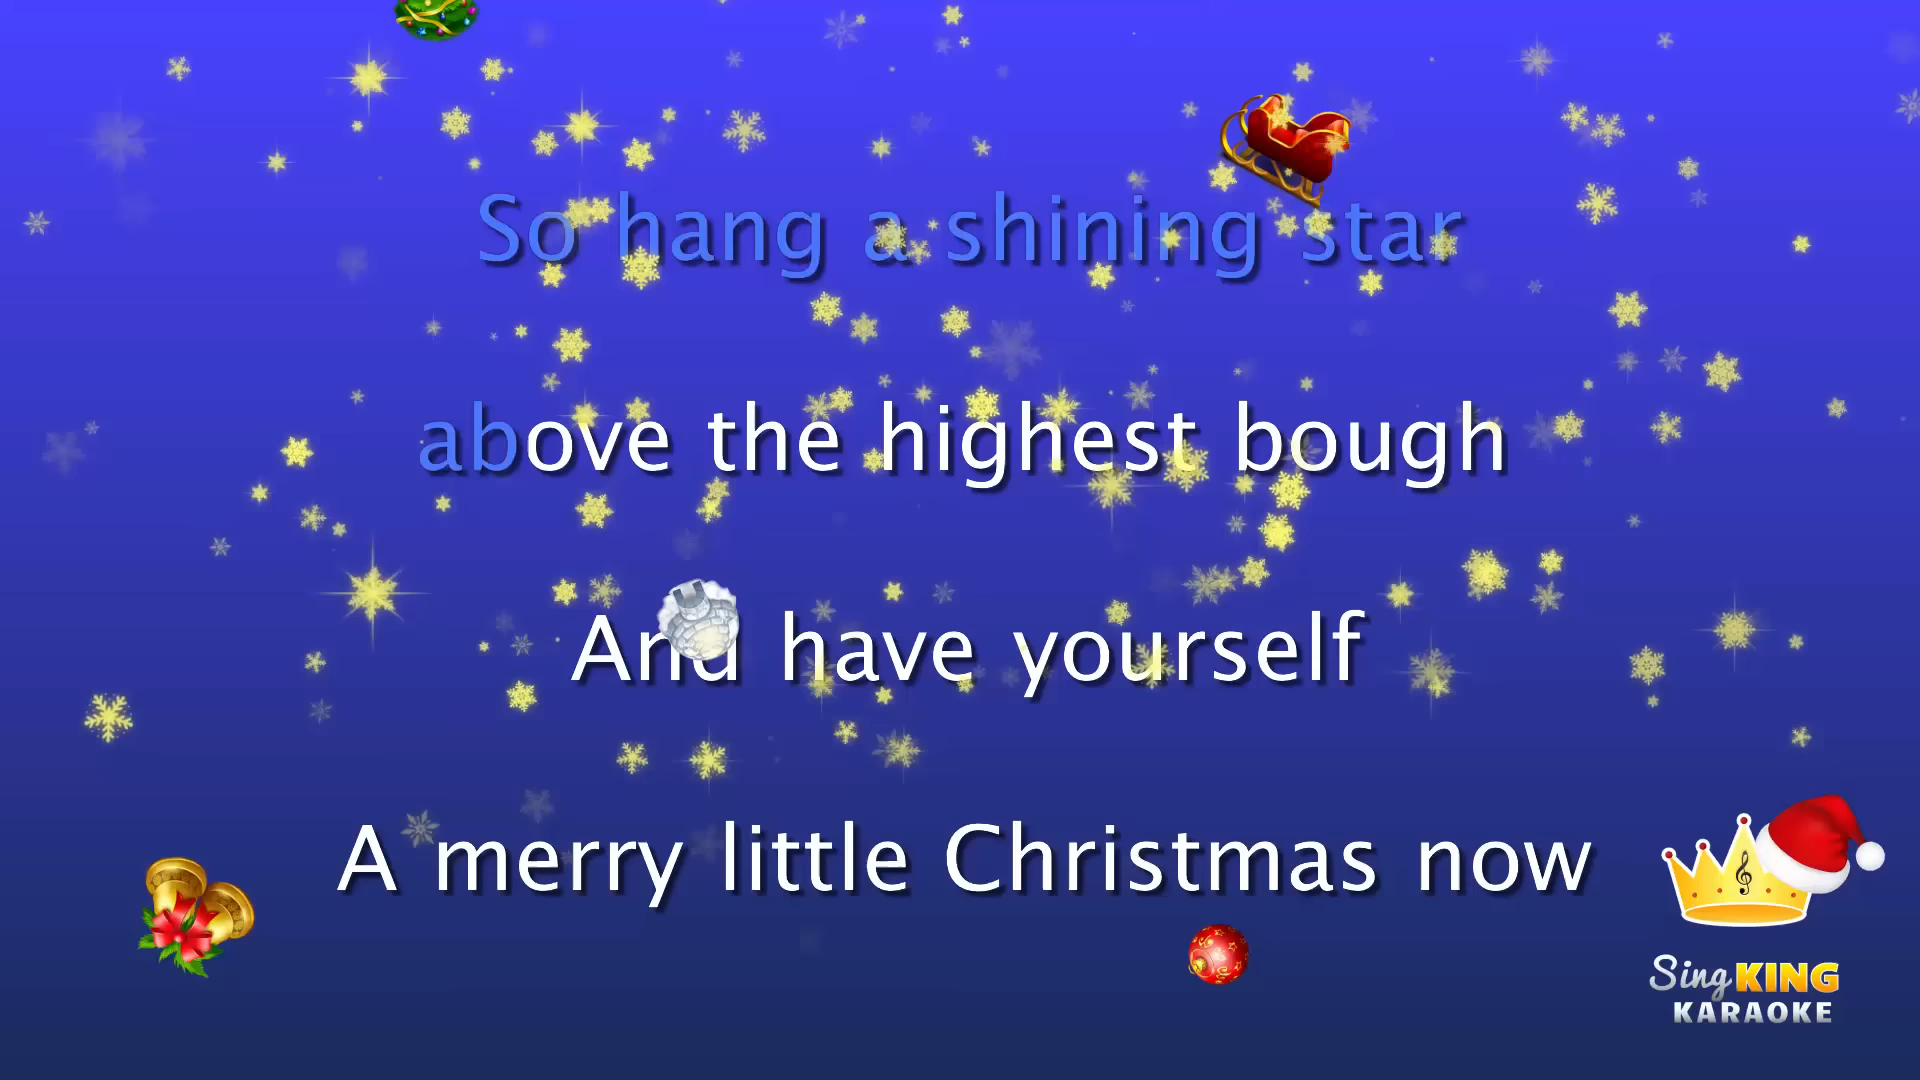 So hang a shining star
above the highest bough
And have yourself
A merry little Christmas now
Sing KING
KARAOKE